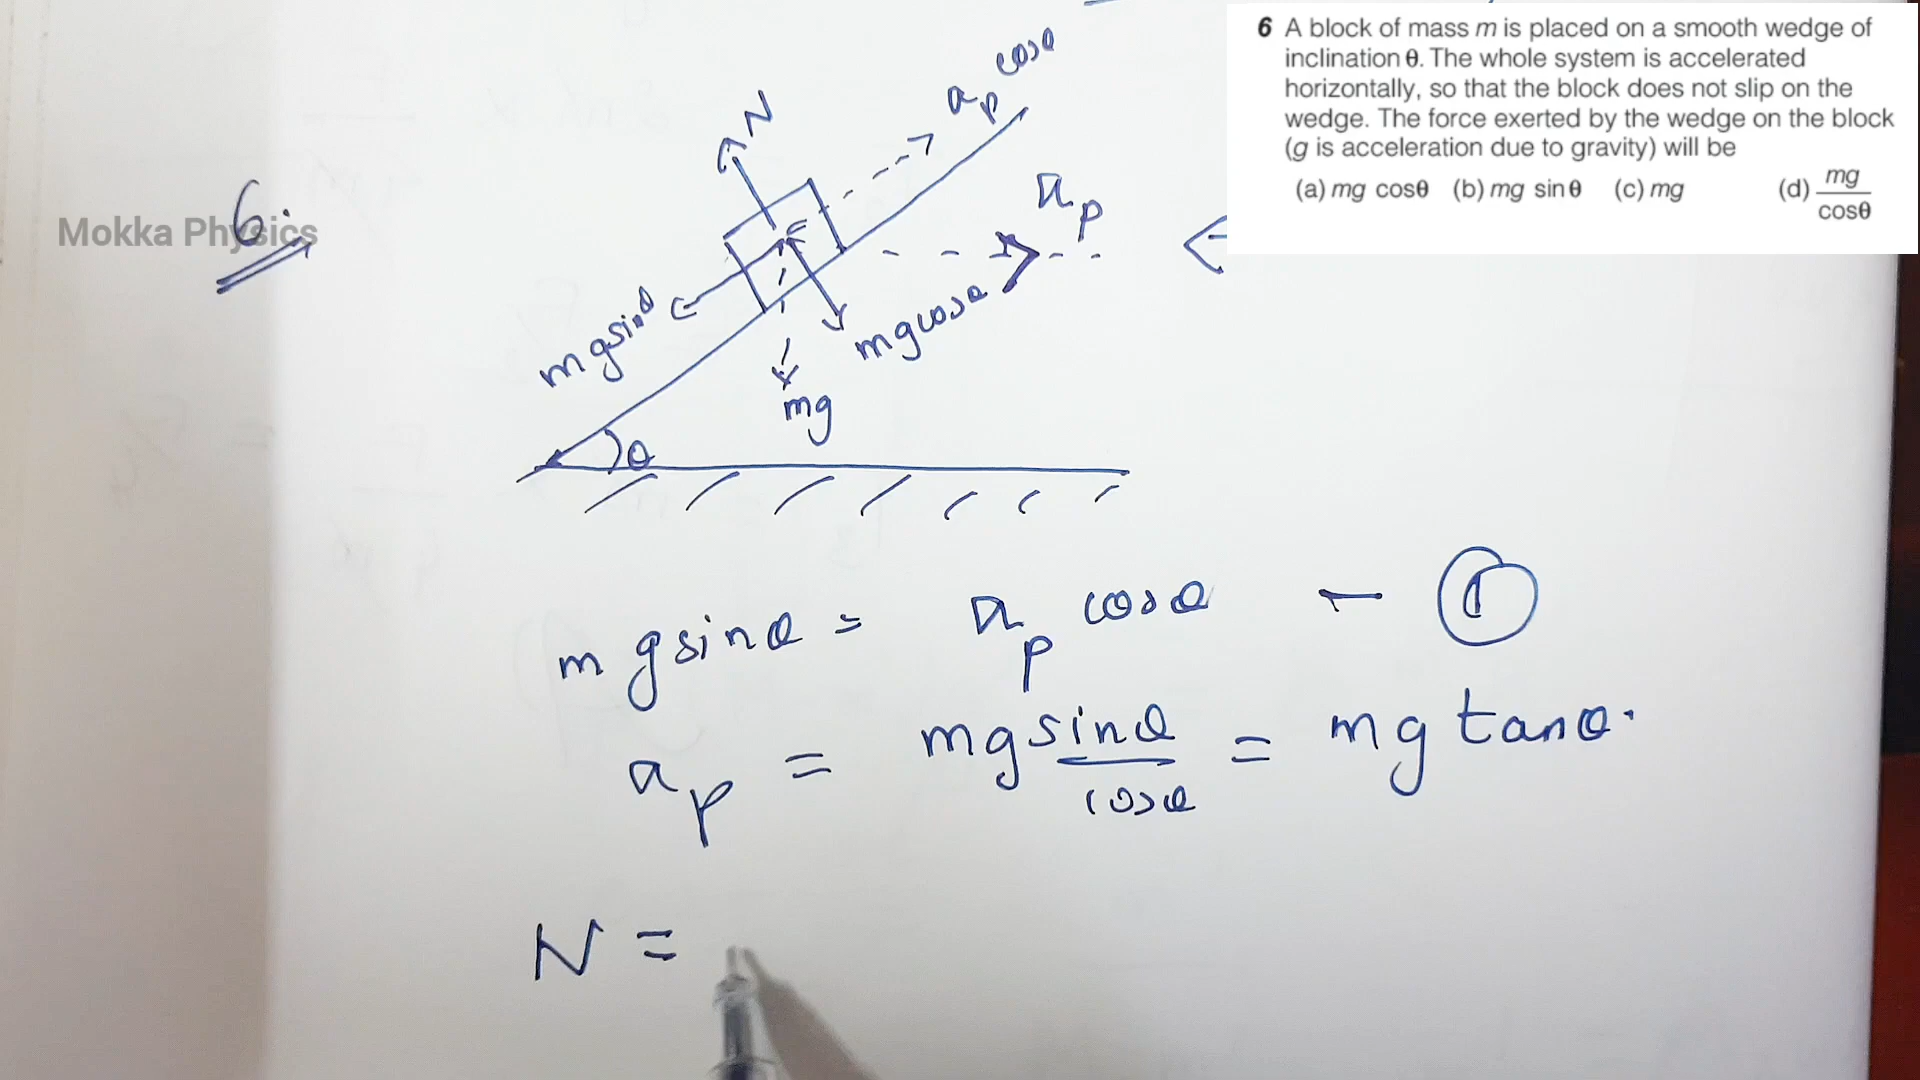 6 A block of mass m is placed on a smooth wedge of
inclination θ. The whole system is accelerated
horizontally, so that the block does not slip on the
wedge. The force exerted by the wedge on the block
(g is acceleration due to gravity) will be
(a) mg cosθ (b) mg sin θ (c) mg (d) mg/cosθ
Mokka Physics
6.
N
a_p cosθ
a_p
mg sinθ
mg cosθ
mg
θ
mg sinθ = a_p cosθ - ①
a_p = mg sinθ/cosθ = mg tanθ.
N =